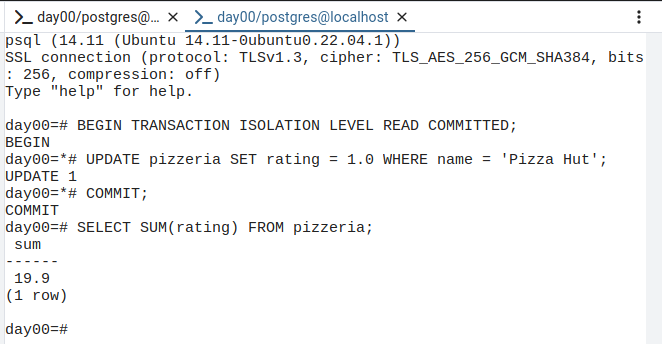 day00/postgres@... × day00/postgres@localhost ×
psql (14.11 (Ubuntu 14.11-0ubuntu0.22.04.1))
SSL connection (protocol: TLSv1.3, cipher: TLS_AES_256_GCM_SHA384, bits
: 256, compression: off)
Type "help" for help.
day00=# BEGIN TRANSACTION ISOLATION LEVEL READ COMMITTED;
BEGIN
day00=*# UPDATE pizzeria SET rating = 1.0 WHERE name = 'Pizza Hut';
UPDATE 1
day00=*# COMMIT;
COMMIT
day00=# SELECT SUM(rating) FROM pizzeria;
sum
------
19.9
(1 row)
day00=#